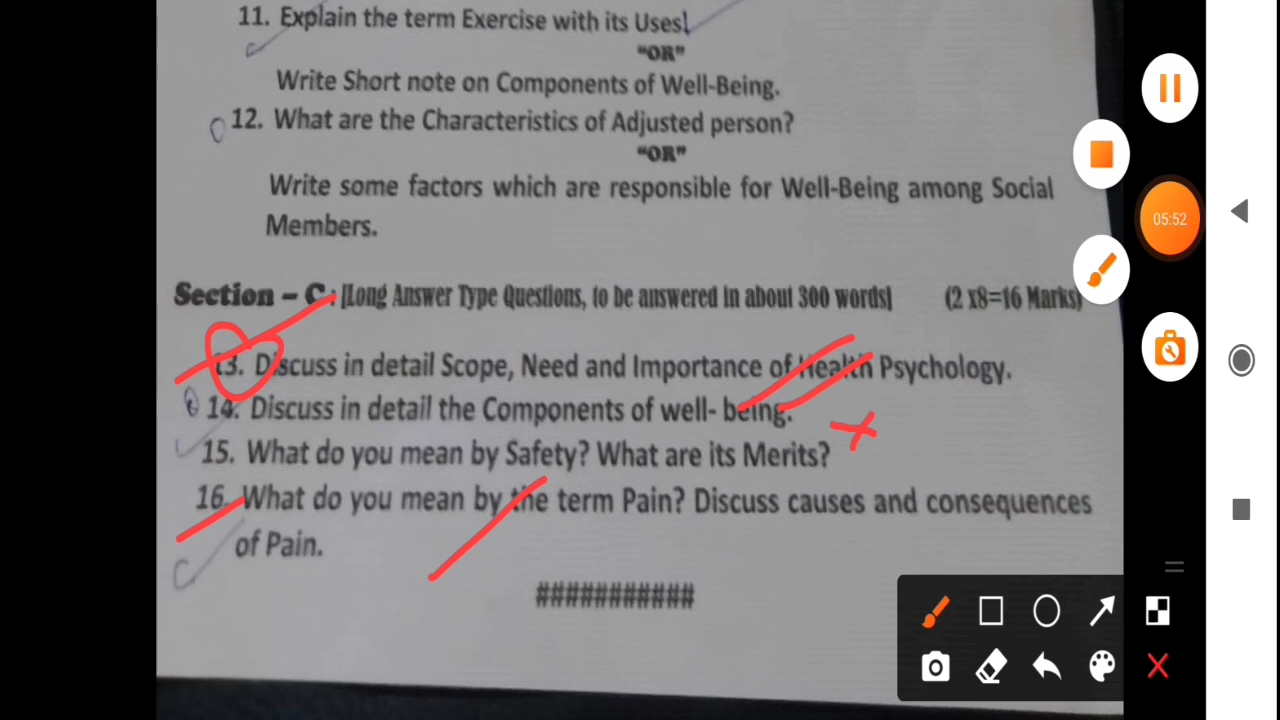 11. Explain the term Exercise with its Uses!
"OR"
Write Short note on Components of Well-Being.
12. What are the Characteristics of Adjusted person?
"OR"
Write some factors which are responsible for Well-Being among Social
Members.
Section – C: [Long Answer Type Questions, to be answered in about 300 words] (2 x8=16 Marks)
13. Discuss in detail Scope, Need and Importance of Health Psychology.
14. Discuss in detail the Components of well- being.
15. What do you mean by Safety? What are its Merits?
16. What do you mean by the term Pain? Discuss causes and consequences
of Pain.
###########
05:52